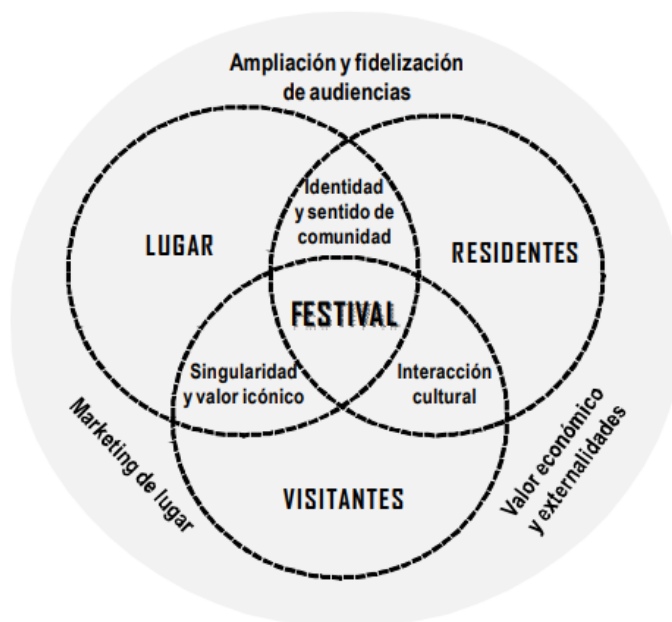 Ampliación y fidelización
de audiencias
Identidad
y sentido de
comunidad
LUGAR
RESIDENTES
FESTIVAL
Singularidad
y valor icónico
Interacción
cultural
Marketing de lugar
VISITANTES
Valor económico
y externalidades